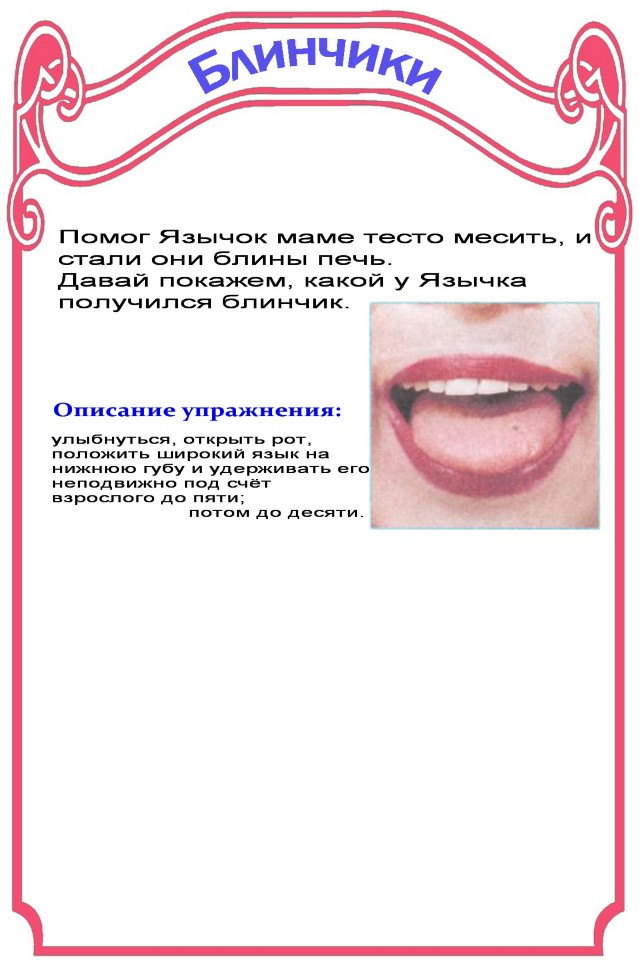 Блинчики
Помог Язычок маме тесто месить, и
стали они блины печь.
Давай покажем, какой у Язычка
получился блинчик.
Описание упражнения:
улыбнуться, открыть рот,
положить широкий язык на
нижнюю губу и удерживать его
неподвижно под счёт
взрослого до пяти;
потом до десяти.